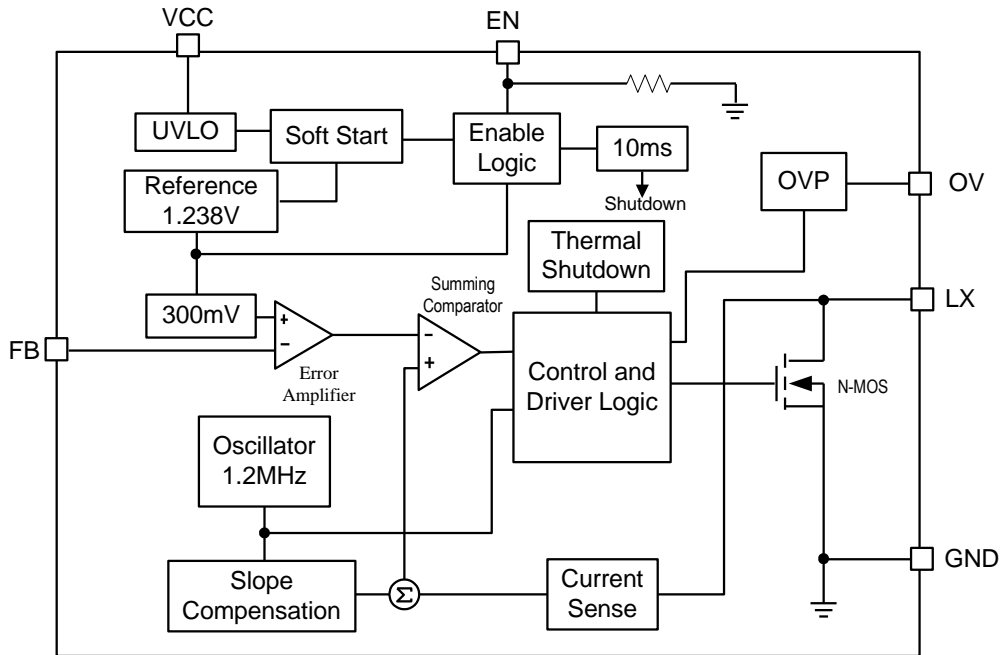 VCC
EN
UVLO
Soft Start
Enable
Logic
10ms
Shutdown
Reference
1.238V
OVP
OV
Thermal
Shutdown
Summing
Comparator
300mV
+
−
−
+
LX
FB
Error
Amplifier
Control and
Driver Logic
N-MOS
Oscillator
1.2MHz
Slope
Compensation
Σ
Current
Sense
GND